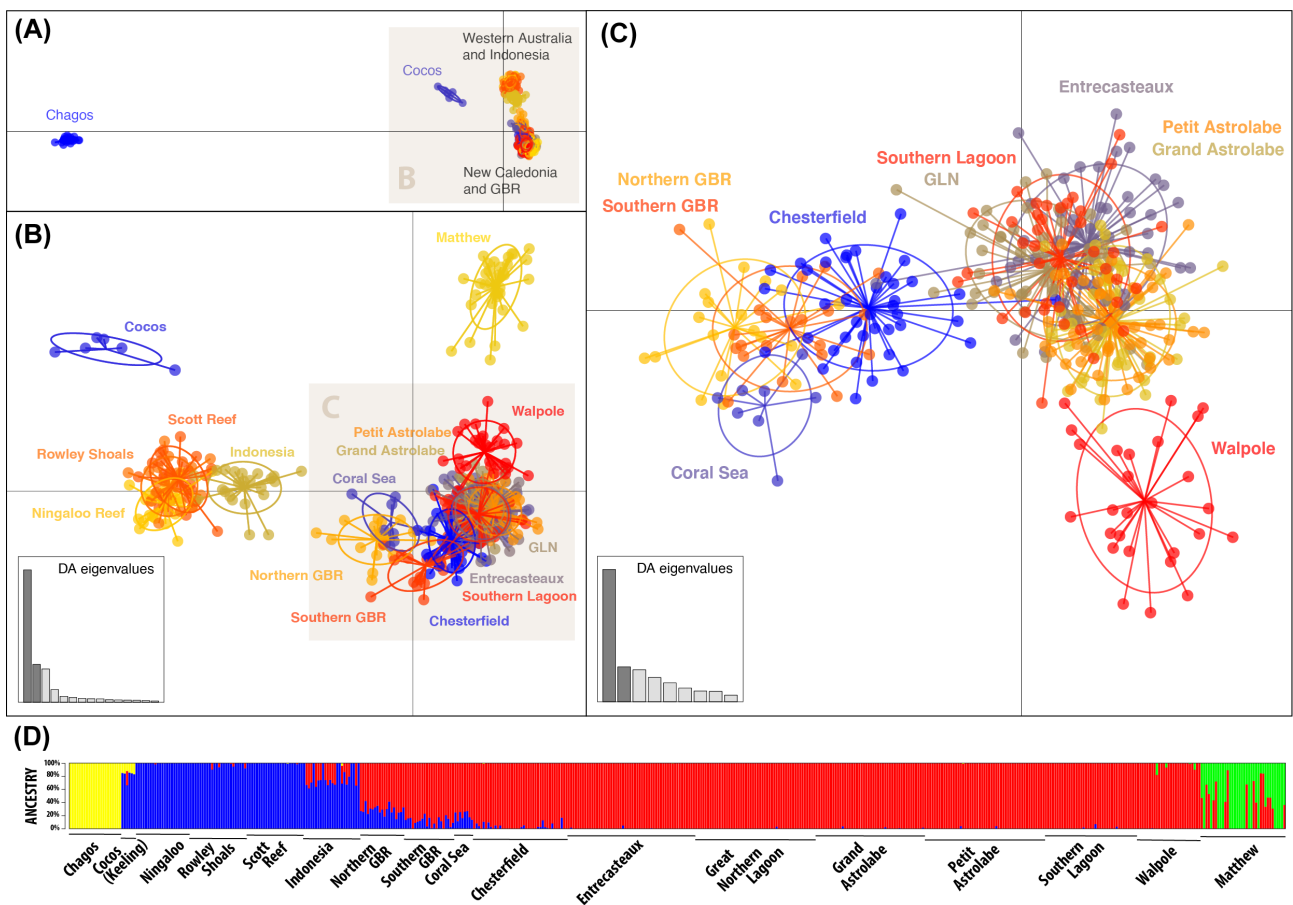 (A)
Western Australia
and Indonesia
Cocos
Chagos
B
New Caledonia
and GBR
(B)
Matthew
Cocos
C
Scott Reef
Walpole
Petit Astrolabe
Grand Astrolabe
Rowley Shoals
Indonesia
Coral Sea
Ningaloo Reef
GLN
Northern GBR
Entrecasteaux
Southern Lagoon
Southern GBR
Chesterfield
DA eigenvalues
(C)
Entrecasteaux
Petit Astrolabe
Grand Astrolabe
Southern Lagoon
GLN
Northern GBR
Southern GBR
Chesterfield
Coral Sea
Walpole
DA eigenvalues
(D)
ANCESTRY
100%
80%
60%
40%
20%
0%
Chagos
Cocos
(Keeling)
Ningaloo
Rowley
Shoals
Scott
Reef
Indonesia
Northern
GBR
Southern
GBR
Coral Sea
Chesterfield
Entrecasteaux
Great
Northern
Lagoon
Grand
Astrolabe
Petit
Astrolabe
Southern
Lagoon
Walpole
Matthew